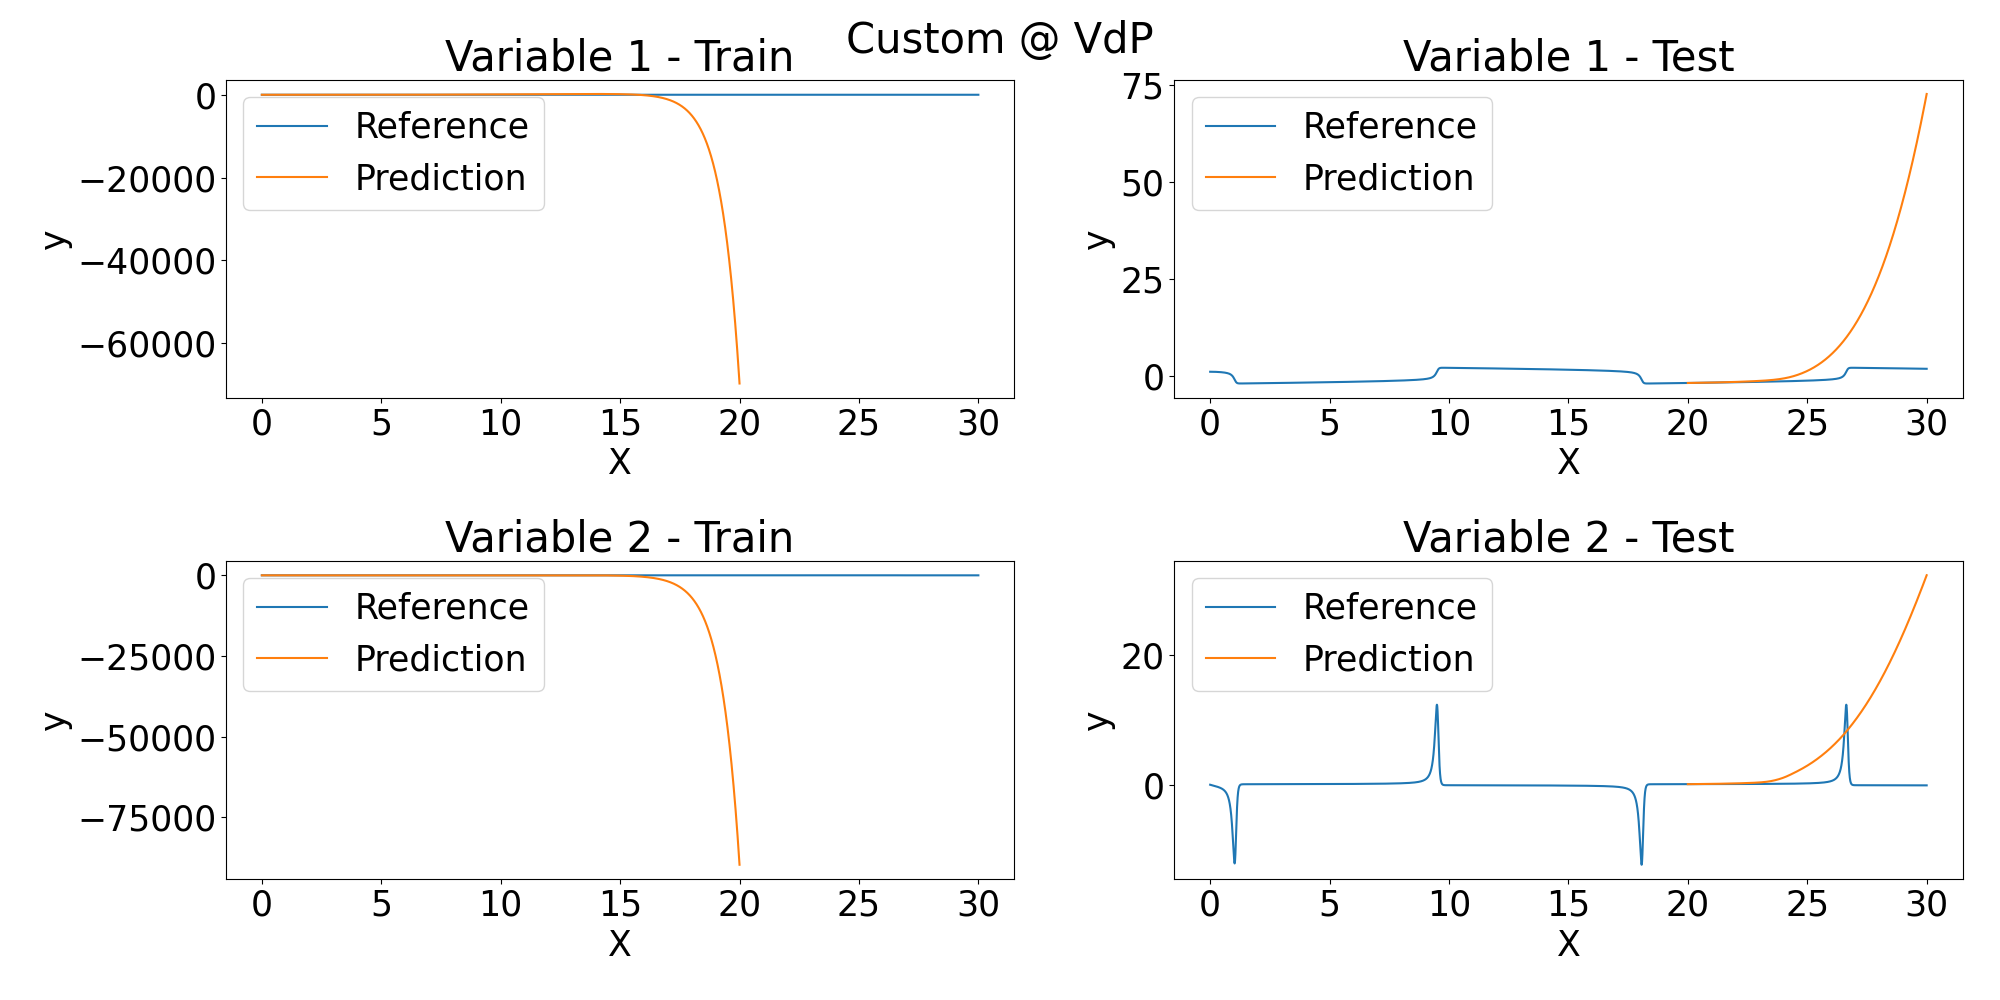 Custom @ VdP
Variable 1 - Train
0
−20000
−40000
−60000
y
Reference
Prediction
0 5 10 15 20 25 30
X
Variable 1 - Test
75
50
25
0
y
Reference
Prediction
0 5 10 15 20 25 30
X
Variable 2 - Train
0
−25000
−50000
−75000
y
Reference
Prediction
0 5 10 15 20 25 30
X
Variable 2 - Test
20
0
y
Reference
Prediction
0 5 10 15 20 25 30
X